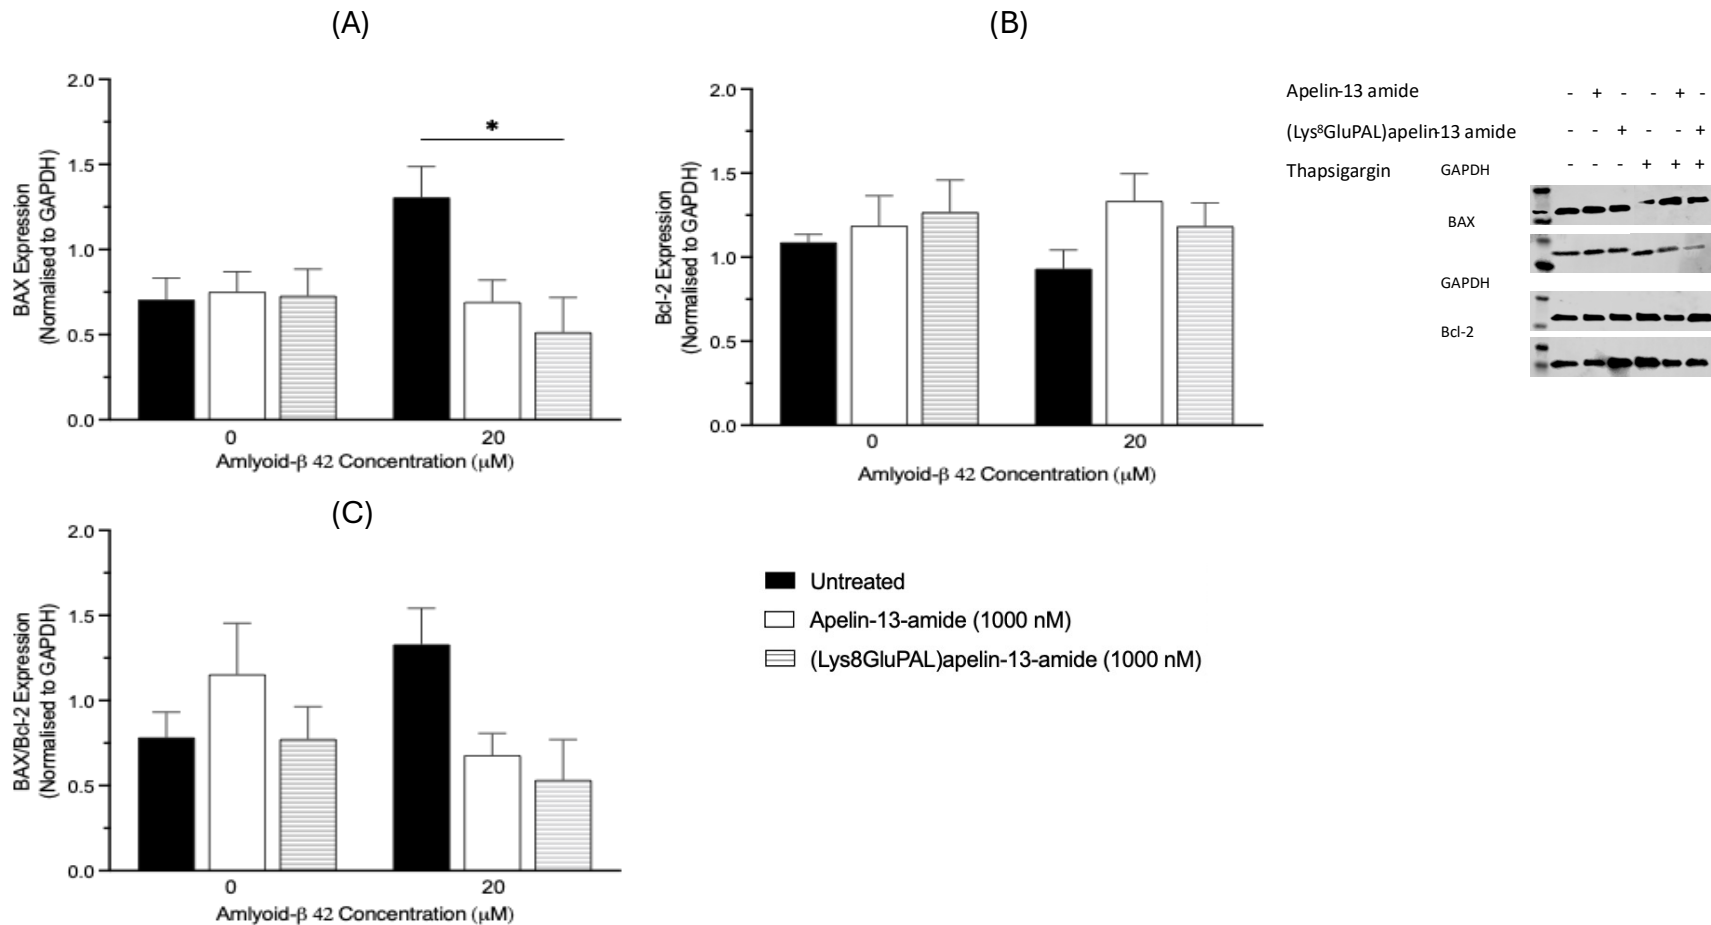 (A)
BAX Expression
(Normalised to GAPDH)
2.0
1.5
1.0
0.5
0.0
*
0
20
Amlyoid-β 42 Concentration (μM)
(B)
Bcl-2 Expression
(Normalised to GAPDH)
2.0
1.5
1.0
0.5
0.0
0
20
Amlyoid-β 42 Concentration (μM)
Apelin-13 amide - + - - + -
(Lys⁸GluPAL)apelin-13 amide - - + - - +
Thapsigargin - - - + + +
GAPDH
BAX
GAPDH
Bcl-2
(C)
BAX/Bcl-2 Expression
(Normalised to GAPDH)
2.0
1.5
1.0
0.5
0.0
0
20
Amlyoid-β 42 Concentration (μM)
Untreated
Apelin-13-amide (1000 nM)
(Lys8GluPAL)apelin-13-amide (1000 nM)